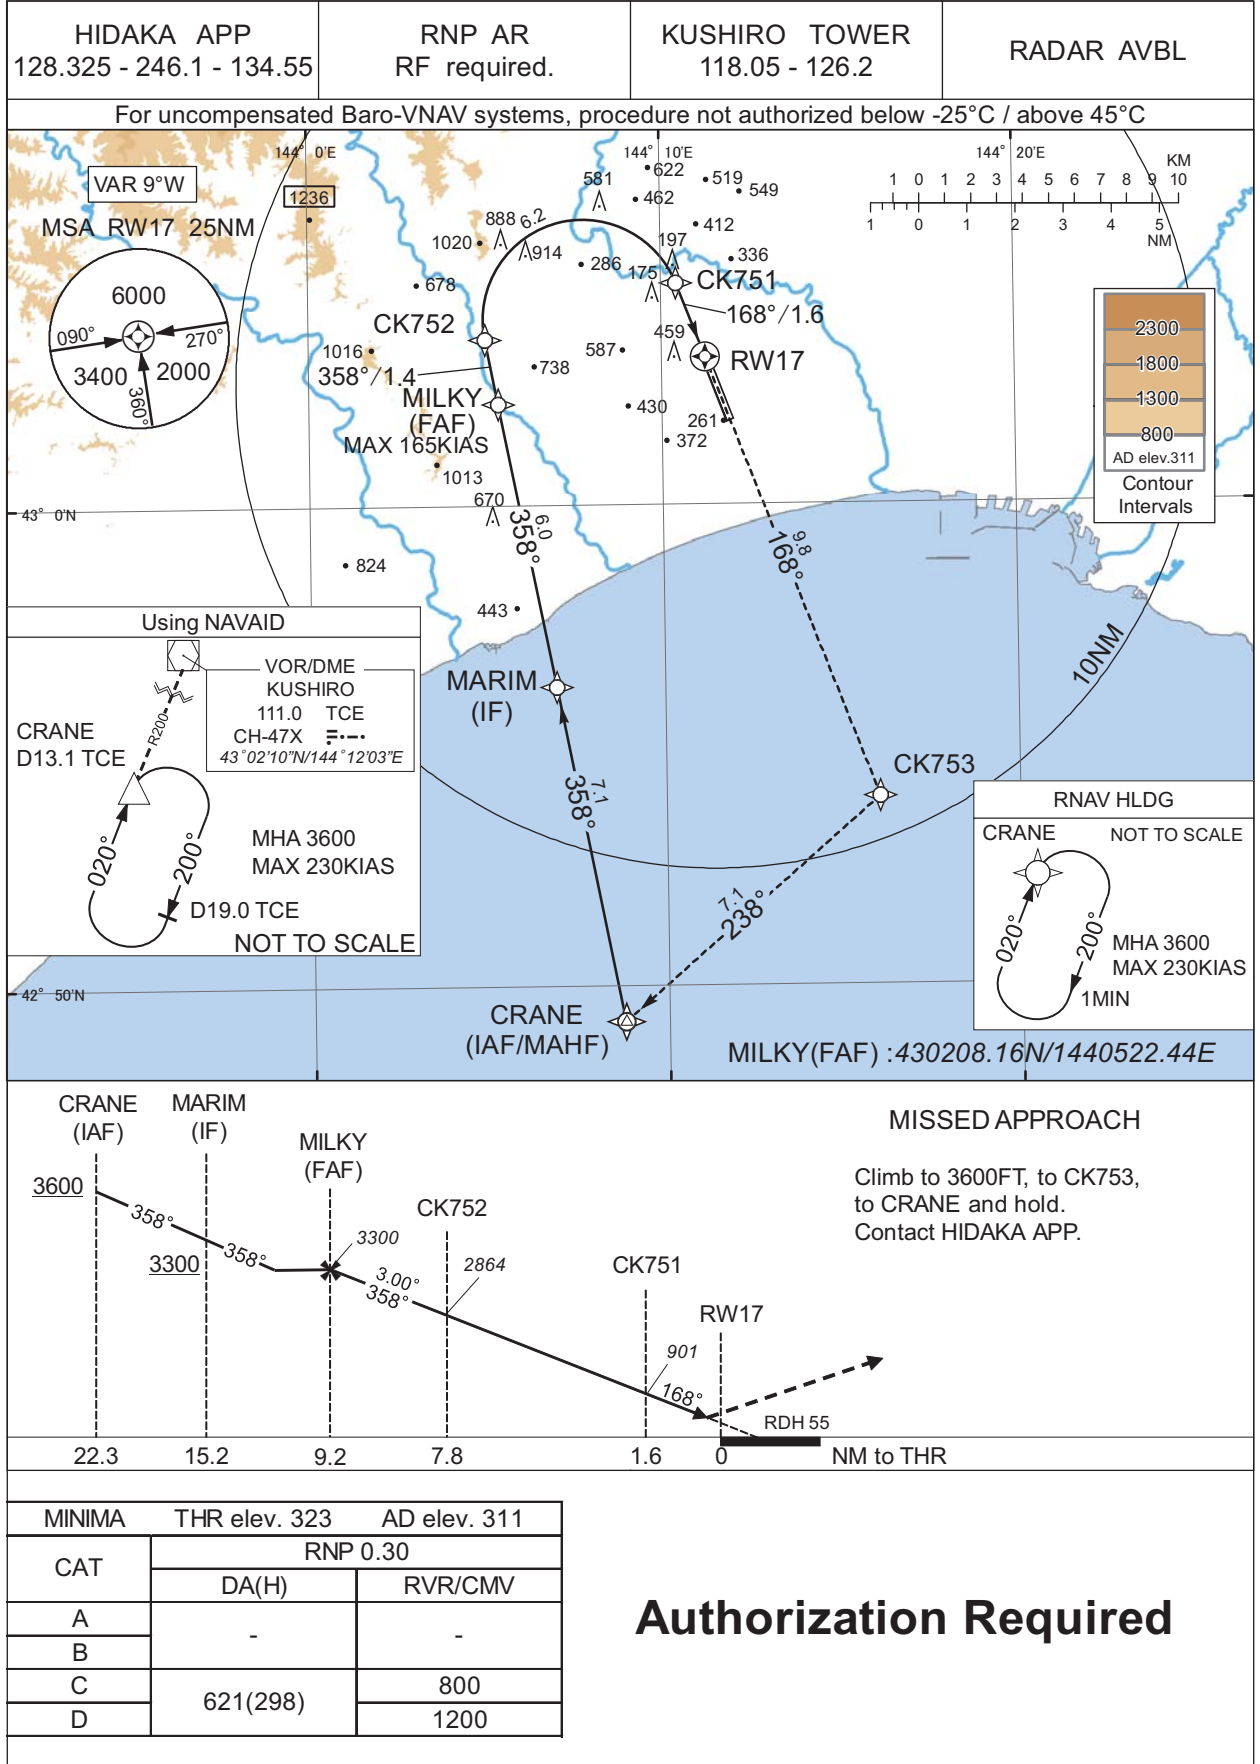 HIDAKA APP
128.325 - 246.1 - 134.55
RNP AR
RF required.
KUSHIRO TOWER
118.05 - 126.2
RADAR AVBL
For uncompensated Baro-VNAV systems, procedure not authorized below -25°C / above 45°C
144° 0'E
144° 10'E
144° 20'E
VAR 9°W
1236
MSA RW17 25NM
6000
090°
270°
3400
2000
360°
KM
1 0 1 2 3 4 5 6 7 8 9 10
1 0 1 2 3 4 5
NM
622
519
549
581
462
412
888
6.2
1020
914
197
336
286
175
CK751
678
168°/1.6
CK752
459
1016
587
RW17
358°/1.4
738
MILKY
(FAF)
MAX 165KIAS
430
261
372
1013
670
2300
1800
1300
800
AD elev.311
Contour
Intervals
43° 0'N
6.0
358°
9.8
168°
824
443
Using NAVAID
VOR/DME
KUSHIRO
111.0 TCE
CH-47X
43°02'10"N/144°12'03"E
R200
CRANE
D13.1 TCE
020°
200°
MHA 3600
MAX 230KIAS
D19.0 TCE
NOT TO SCALE
MARIM
(IF)
10NM
7.1
358°
CK753
7.1
238°
RNAV HLDG
CRANE
NOT TO SCALE
020°
200°
MHA 3600
MAX 230KIAS
1MIN
42° 50'N
CRANE
(IAF/MAHF)
MILKY(FAF) :430208.16N/1440522.44E
CRANE
(IAF)
MARIM
(IF)
MILKY
(FAF)
CK752
CK751
RW17
3600
358°
3300
358°
3300
3.00°
358°
2864
901
168°
RDH 55
22.3 15.2 9.2 7.8 1.6 0 NM to THR
MISSED APPROACH
Climb to 3600FT, to CK753,
to CRANE and hold.
Contact HIDAKA APP.
MINIMA THR elev. 323 AD elev. 311
CAT
RNP 0.30
DA(H) RVR/CMV
A
B
- -
C
D
621(298)
800
1200
Authorization Required